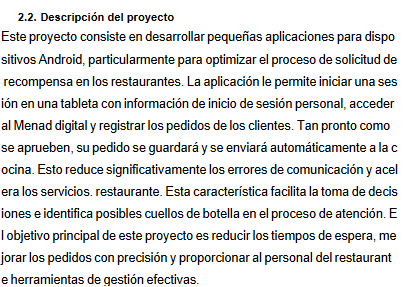 2.2. Descripción del proyecto
Este proyecto consiste en desarrollar pequeñas aplicaciones para dispo
sitivos Android, particularmente para optimizar el proceso de solicitud de
recompensa en los restaurantes. La aplicación le permite iniciar una ses
ión en una tableta con información de inicio de sesión personal, acceder
al Menad digital y registrar los pedidos de los clientes. Tan pronto como
se aprueben, su pedido se guardará y se enviará automáticamente a la c
ocina. Esto reduce significativamente los errores de comunicación y acel
era los servicios. restaurante. Esta característica facilita la toma de decis
iones e identifica posibles cuellos de botella en el proceso de atención. E
l objetivo principal de este proyecto es reducir los tiempos de espera, me
jorar los pedidos con precisión y proporcionar al personal del restaurant
e herramientas de gestión efectivas.